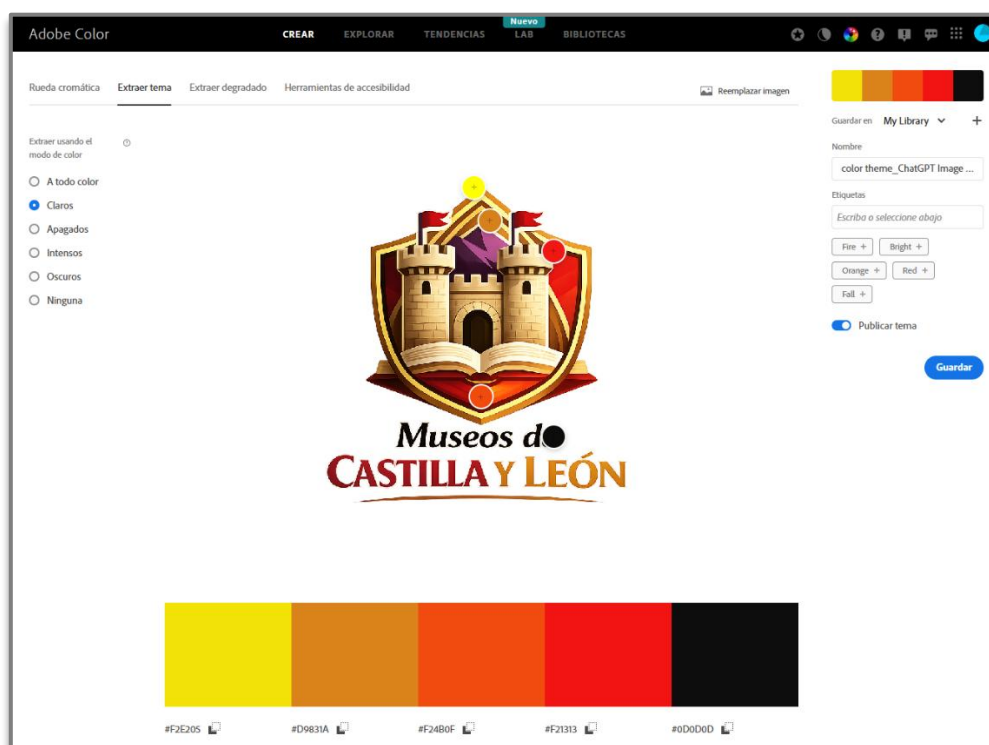 Adobe Color
CREAR EXPLORAR TENDENCIAS LAB BIBLIOTECAS
Nuevo
Rueda cromática Extraer tema Extraer degradado Herramientas de accesibilidad
Reemplazar imagen
Extraer usando el
modo de color
A todo color
Claros
Apagados
Intensos
Oscuros
Ninguna
Museos d
CASTILLA Y LEÓN
#F2E205 #D9831A #F24B0F #F21313 #0D0D0D
Guardar en My Library
Nombre
color theme_ChatGPT Image ...
Etiquetas
Escriba o seleccione abajo
Fire + Bright +
Orange + Red +
Fall +
Publicar tema
Guardar